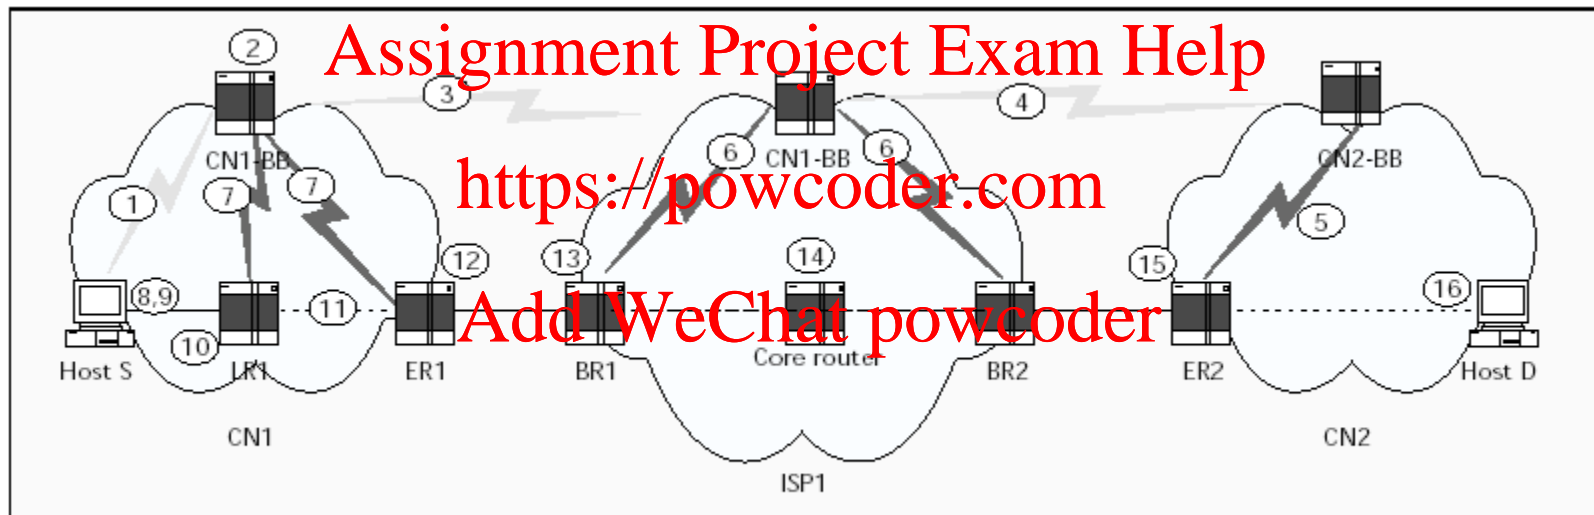 Assignment Project Exam Help
2
3
4
CN1-BB
CN1-BB
CN2-BB
6
6
7
7
1
https://powcoder.com
5
12
13
14
15
16
8,9
11
10
Add WeChat powcoder
Host S
LR1
ER1
BR1
Core router
BR2
ER2
Host D
CN1
CN2
ISP1